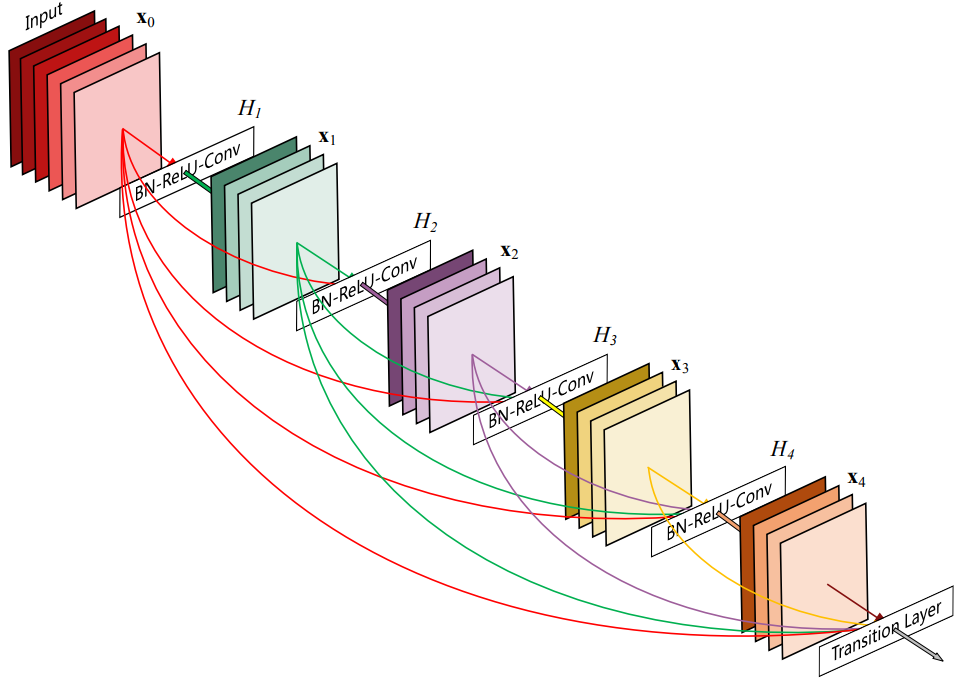 Input
x₀
H₁
BN-ReLU-Conv
x₁
H₂
BN-ReLU-Conv
x₂
H₃
BN-ReLU-Conv
x₃
H₄
BN-ReLU-Conv
x₄
Transition Layer